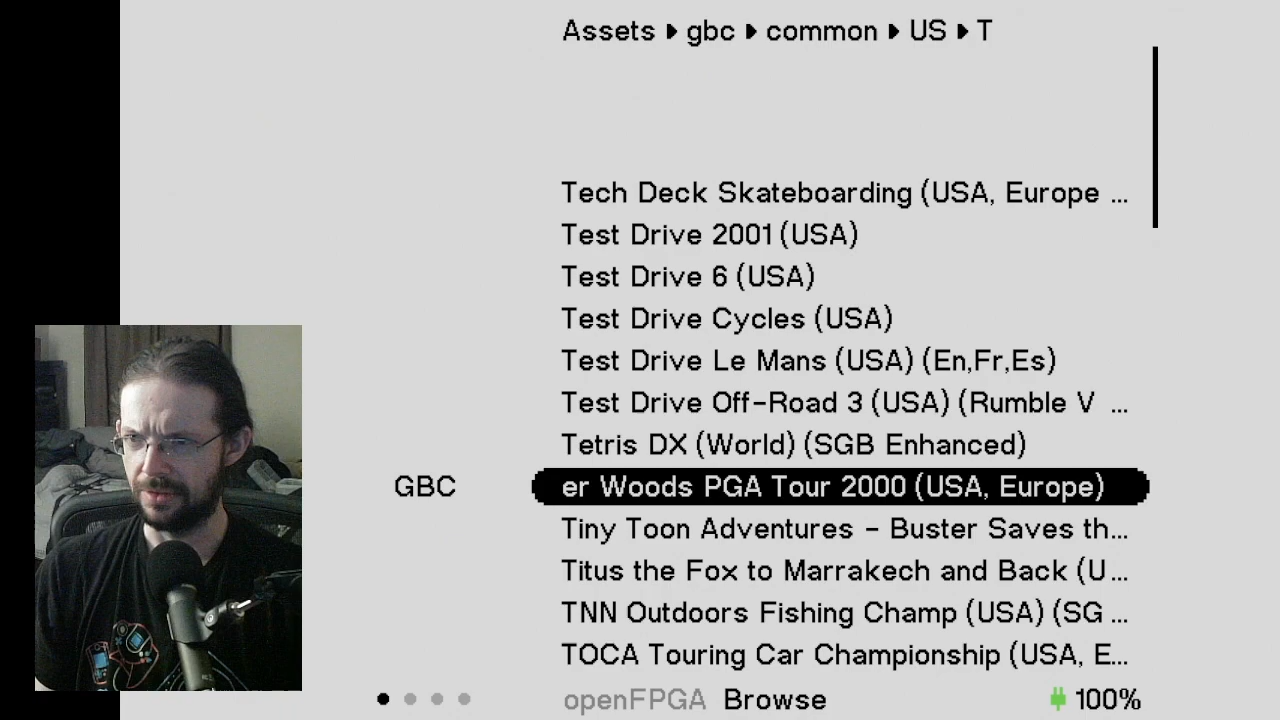 Assets ▶ gbc ▶ common ▶ US ▶ T
Tech Deck Skateboarding (USA, Europe ...
Test Drive 2001 (USA)
Test Drive 6 (USA)
Test Drive Cycles (USA)
Test Drive Le Mans (USA) (En,Fr,Es)
Test Drive Off-Road 3 (USA) (Rumble V ...
Tetris DX (World) (SGB Enhanced)
GBC er Woods PGA Tour 2000 (USA, Europe)
Tiny Toon Adventures - Buster Saves th...
Titus the Fox to Marrakech and Back (U ...
TNN Outdoors Fishing Champ (USA) (SG ...
TOCA Touring Car Championship (USA, E...
openFPGA Browse 100%